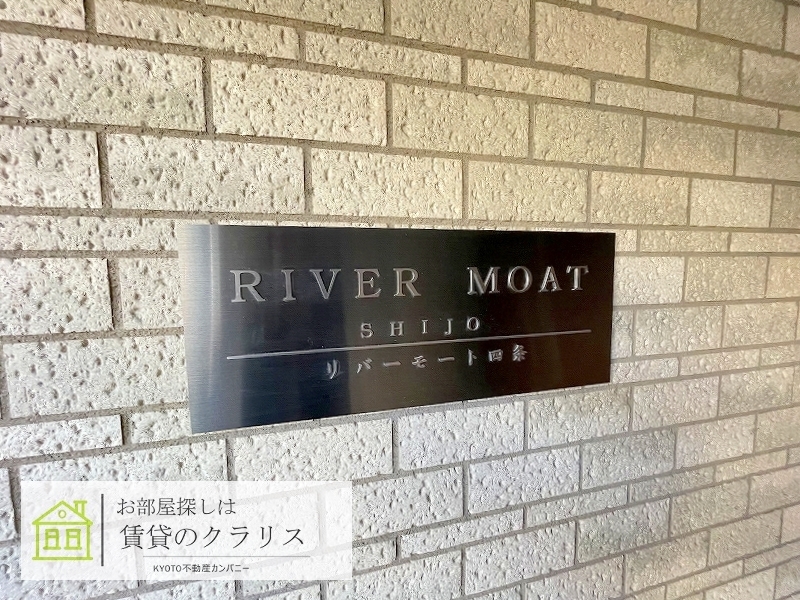 RIVER MOAT
SHIJO
リバーモート四条
お部屋探しは
賃貸のクラリス
KYOTO不動産カンパニー